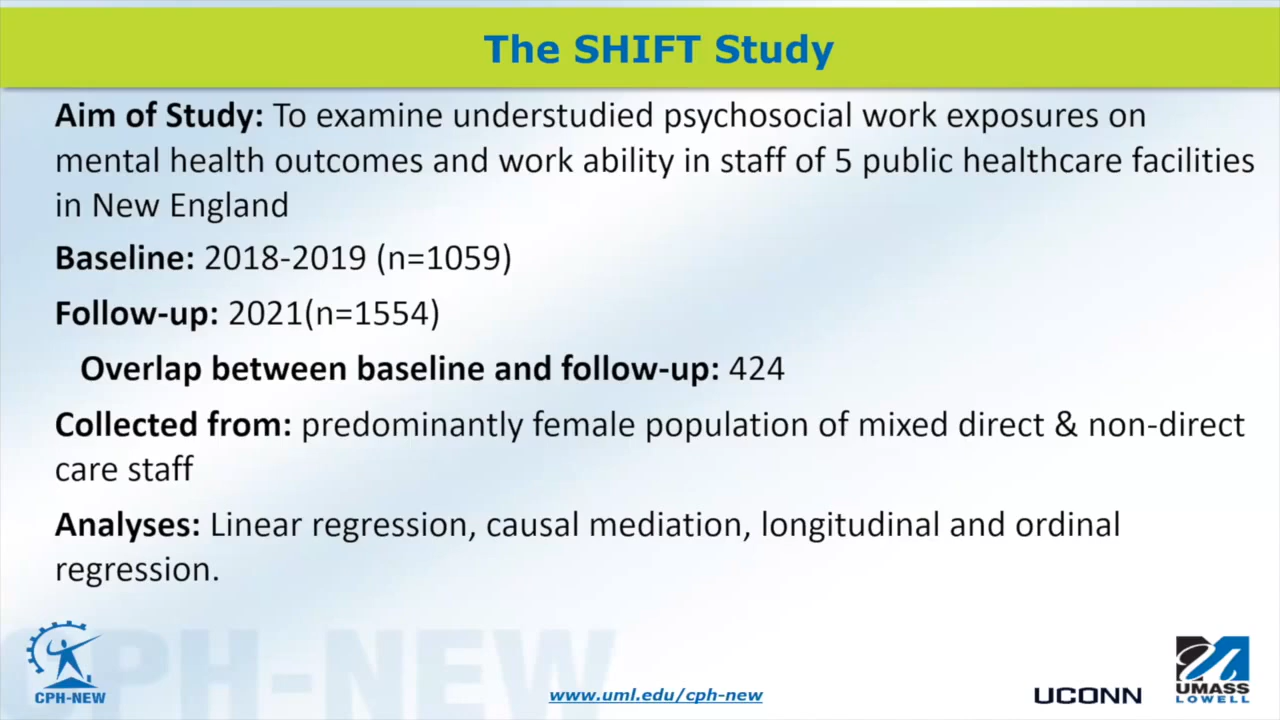 The SHIFT Study
Aim of Study: To examine understudied psychosocial work exposures on
mental health outcomes and work ability in staff of 5 public healthcare facilities
in New England
Baseline: 2018-2019 (n=1059)
Follow-up: 2021(n=1554)
Overlap between baseline and follow-up: 424
Collected from: predominantly female population of mixed direct & non-direct
care staff
Analyses: Linear regression, causal mediation, longitudinal and ordinal
regression.
CPH-NEW
CPH-NEW
www.uml.edu/cph-new
UCONN
UMASS
LOWELL